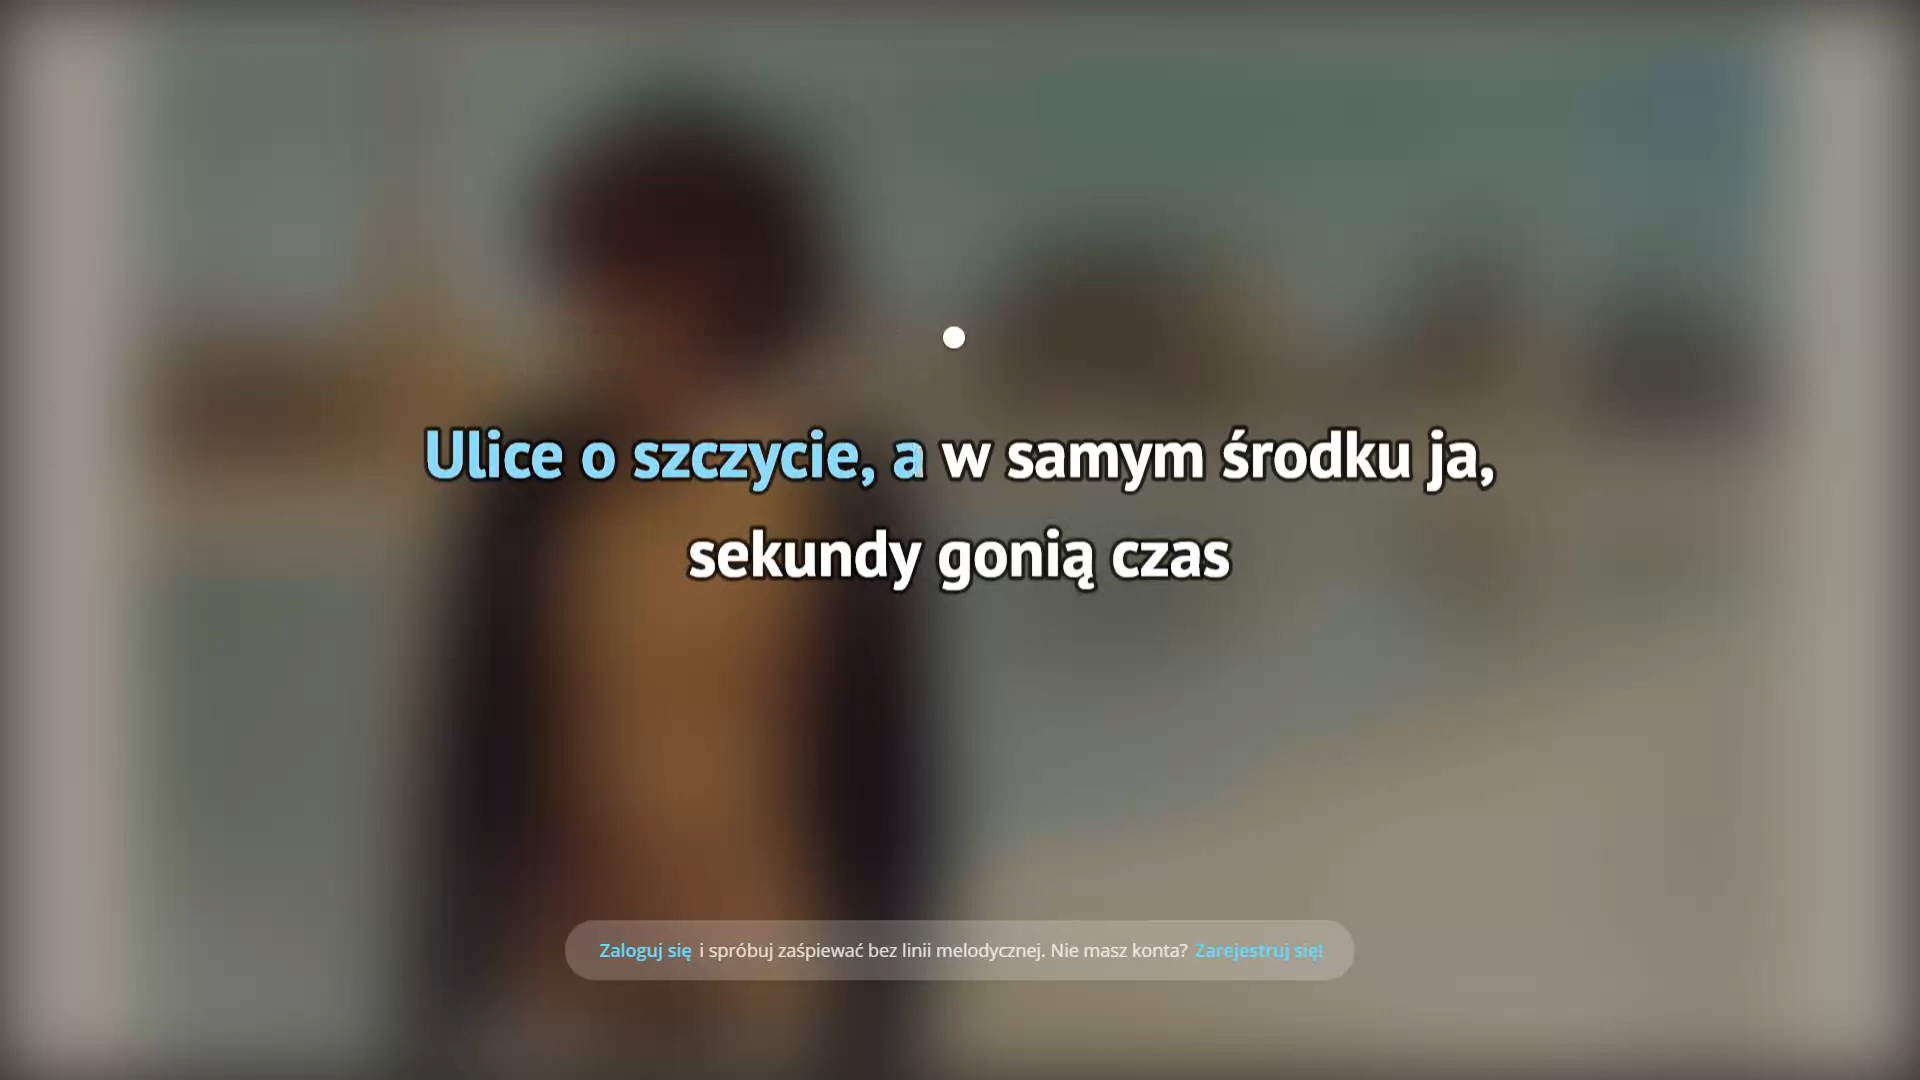 Ulice o szczycie, a w samym środku ja,
sekundy gonią czas
Zaloguj się i spróbuj zaśpiewać bez linii melodycznej. Nie masz konta? Zarejestruj się!